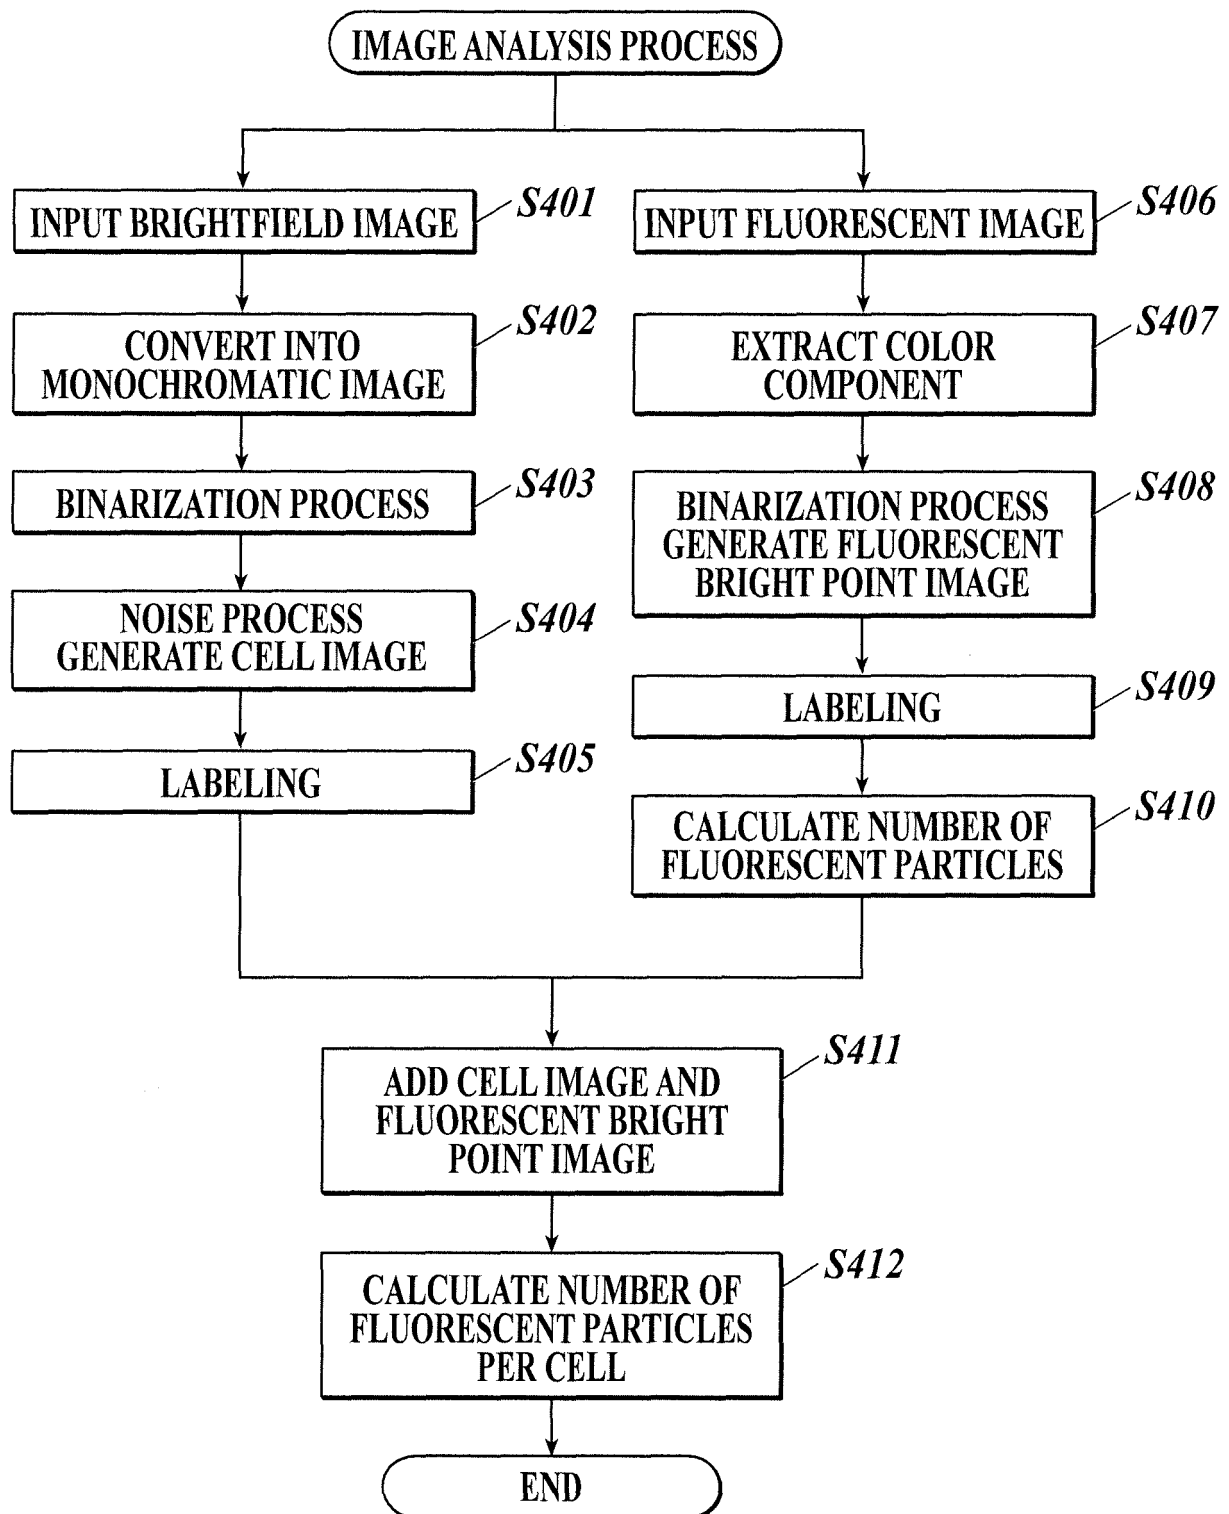 IMAGE ANALYSIS PROCESS
INPUT BRIGHTFIELD IMAGE
S401
CONVERT INTO
MONOCHROMATIC IMAGE
S402
BINARIZATION PROCESS
S403
NOISE PROCESS
GENERATE CELL IMAGE
S404
LABELING
S405
INPUT FLUORESCENT IMAGE
S406
EXTRACT COLOR
COMPONENT
S407
BINARIZATION PROCESS
GENERATE FLUORESCENT
BRIGHT POINT IMAGE
S408
LABELING
S409
CALCULATE NUMBER OF
FLUORESCENT PARTICLES
S410
ADD CELL IMAGE AND
FLUORESCENT BRIGHT
POINT IMAGE
S411
CALCULATE NUMBER OF
FLUORESCENT PARTICLES
PER CELL
S412
END